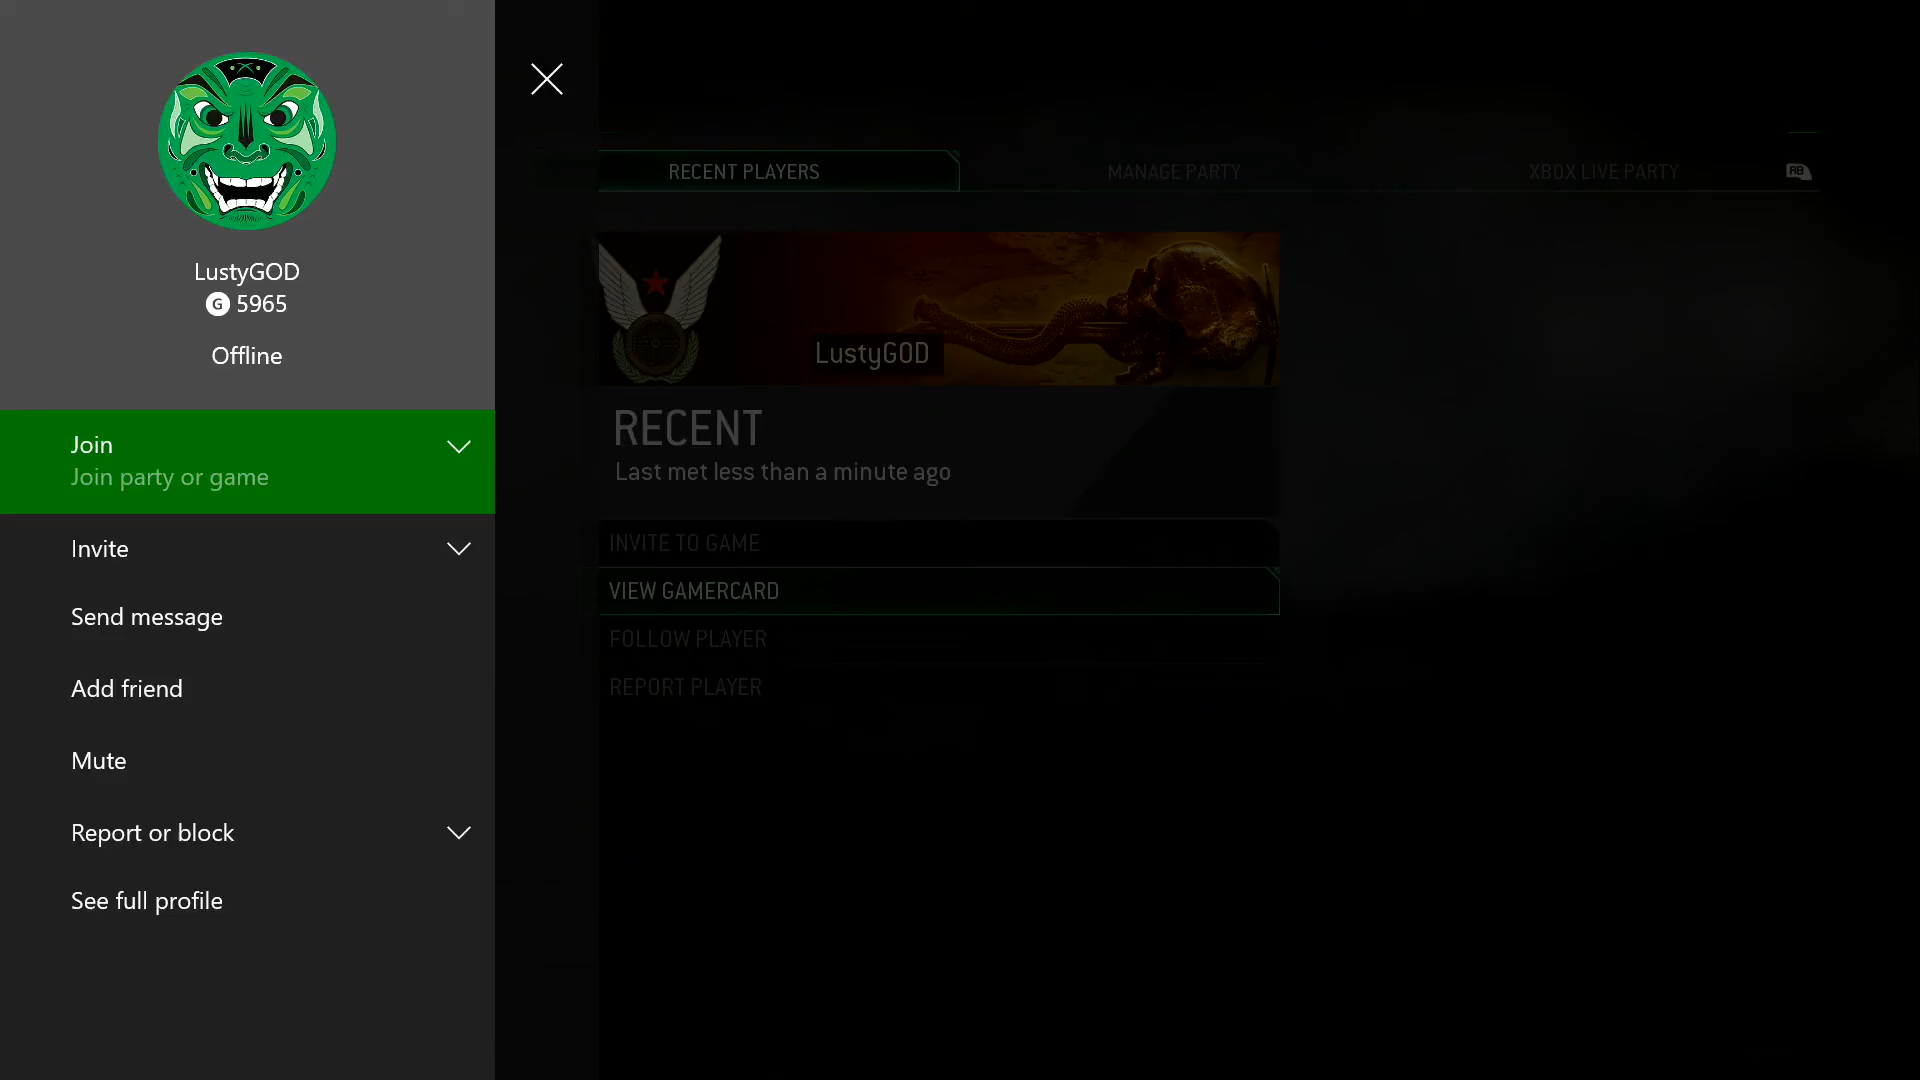 LustyGOD
G 5965
Offline
Join
Join party or game
Invite
Send message
Add friend
Mute
Report or block
See full profile
RECENT PLAYERS
MANAGE PARTY
XBOX LIVE PARTY
RB
LustyGOD
RECENT
Last met less than a minute ago
INVITE TO GAME
VIEW GAMERCARD
FOLLOW PLAYER
REPORT PLAYER